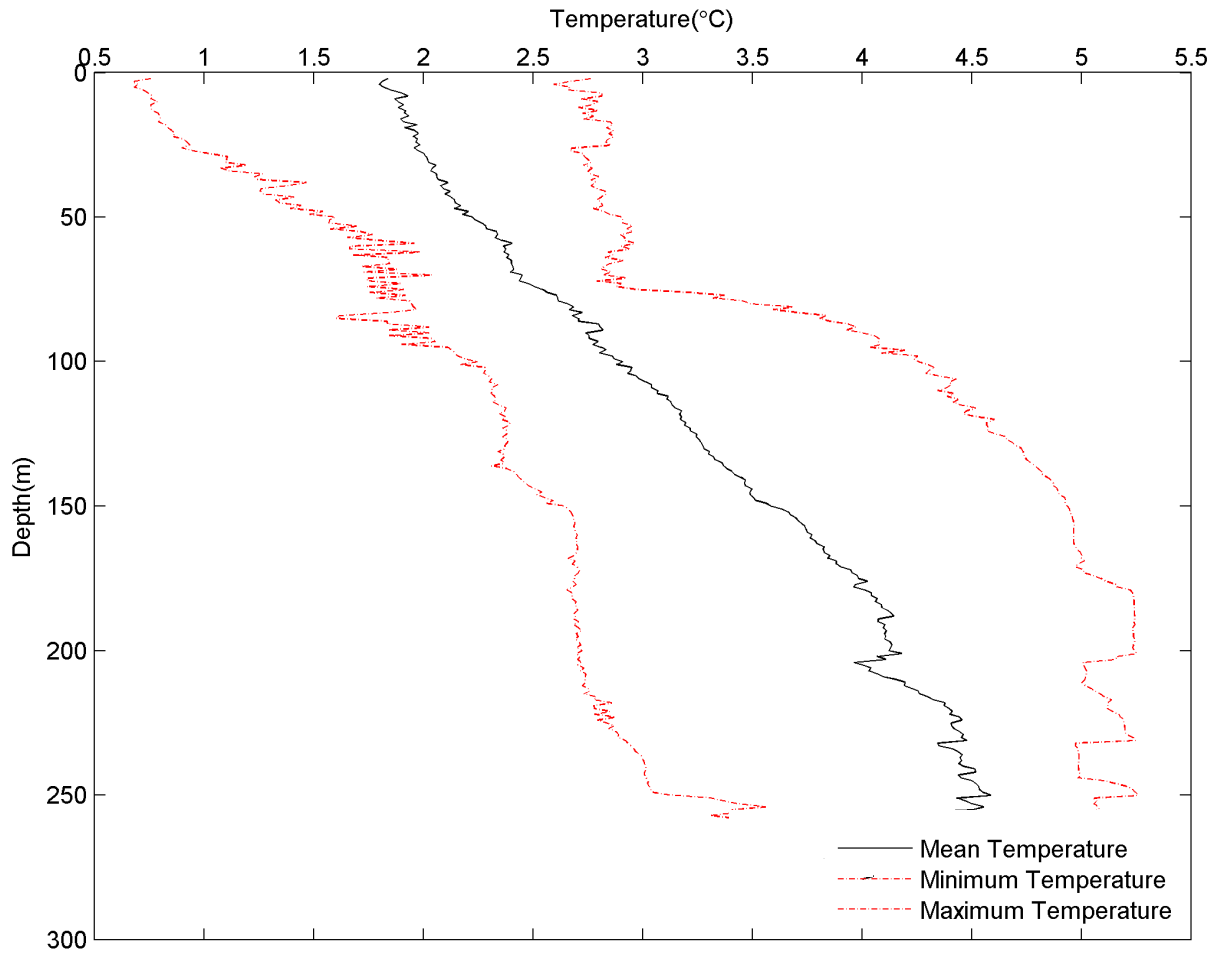 Temperature(°C)
0.5 1 1.5 2 2.5 3 3.5 4 4.5 5 5.5
0
50
100
150
200
250
300
Depth(m)
Mean Temperature
Minimum Temperature
Maximum Temperature